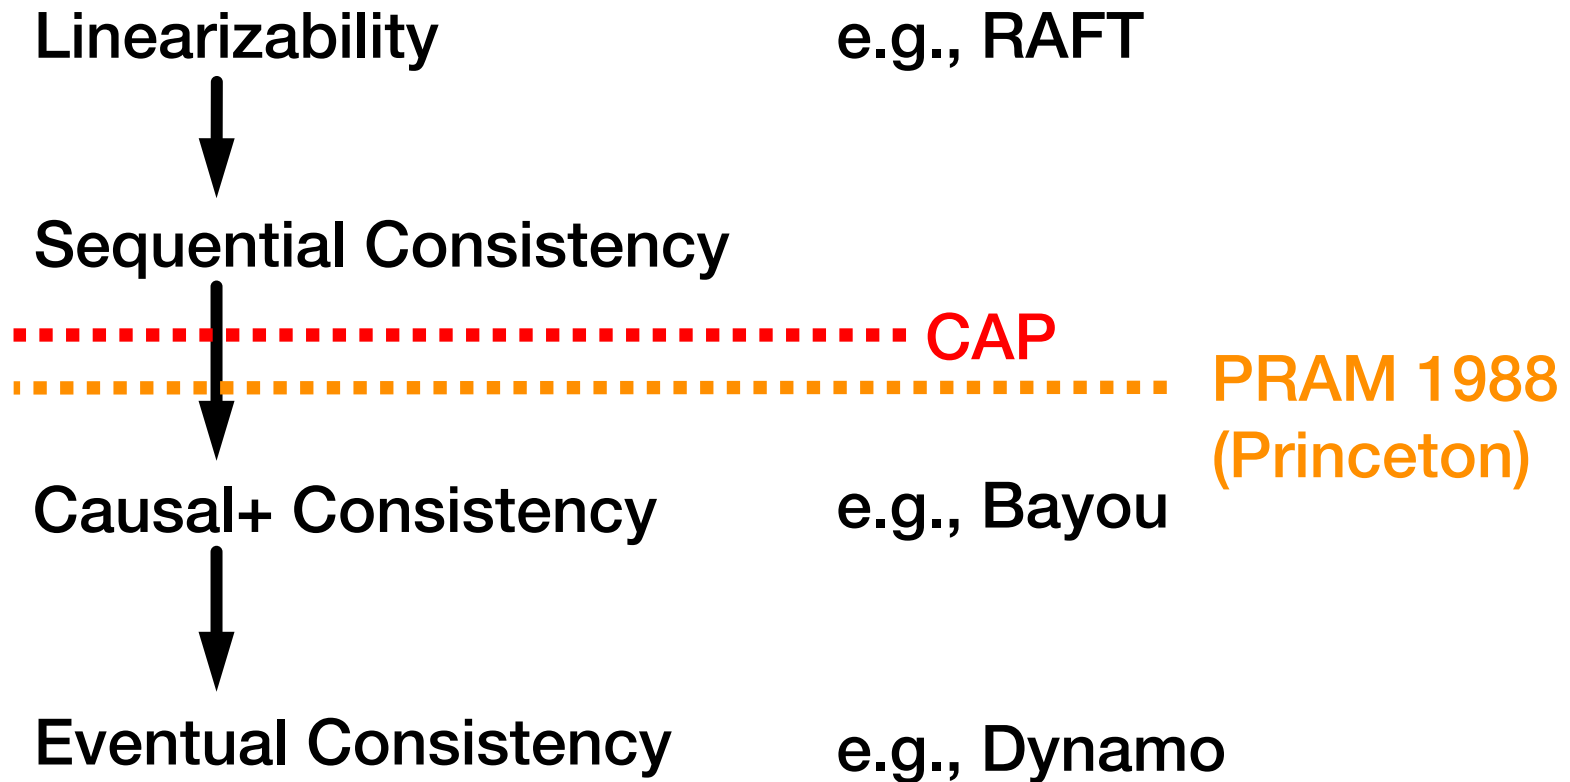 Linearizability e.g., RAFT
Sequential Consistency
CAP
PRAM 1988
(Princeton)
Causal+ Consistency e.g., Bayou
Eventual Consistency e.g., Dynamo